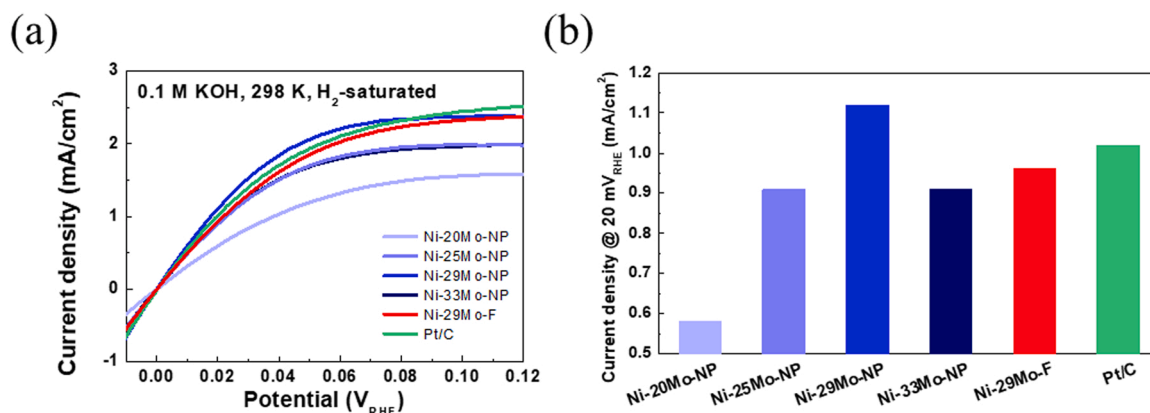 (a)
Current density (mA/cm²)
3
2
1
0
-1
0.1 M KOH, 298 K, H₂-saturated
Ni-20Mo-NP
Ni-25Mo-NP
Ni-29Mo-NP
Ni-33Mo-NP
Ni-29Mo-F
Pt/C
0.00 0.02 0.04 0.06 0.08 0.10 0.12
Potential (V_RHE)
(b)
Current density @ 20 mV_RHE (mA/cm²)
1.2
1.1
1.0
0.9
0.8
0.7
0.6
0.5
Ni-20Mo-NP
Ni-25Mo-NP
Ni-29Mo-NP
Ni-33Mo-NP
Ni-29Mo-F
Pt/C